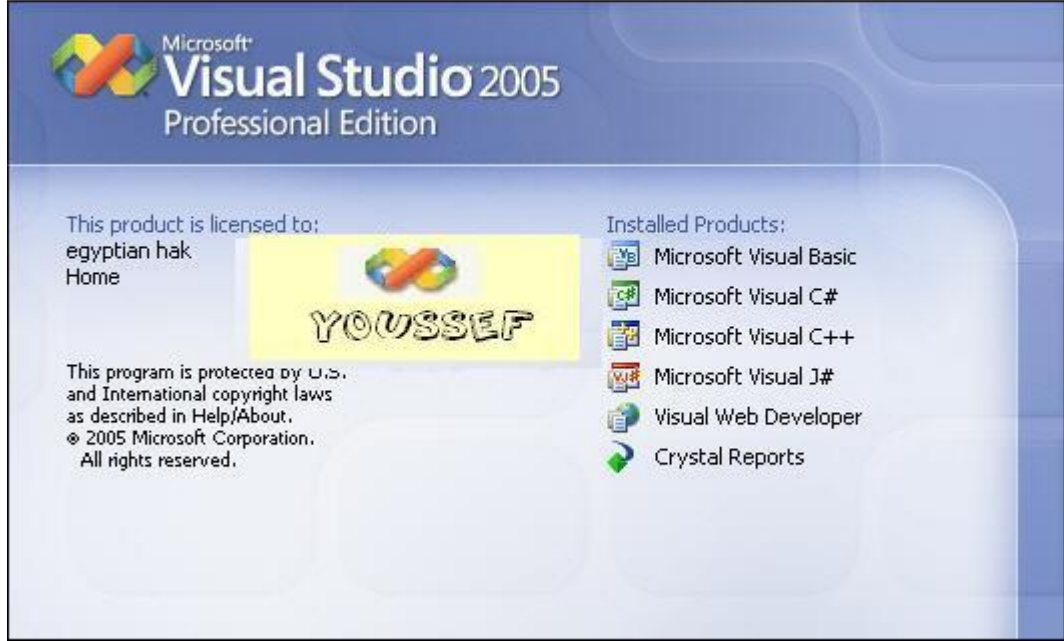 Microsoft
Visual Studio 2005
Professional Edition
This product is licensed to:
egyptian hak
Home
YOUSSEF
This program is protected by U.S.
and International copyright laws
as described in Help/About.
© 2005 Microsoft Corporation.
All rights reserved.
Installed Products:
Microsoft Visual Basic
Microsoft Visual C#
Microsoft Visual C++
Microsoft Visual J#
Visual Web Developer
Crystal Reports